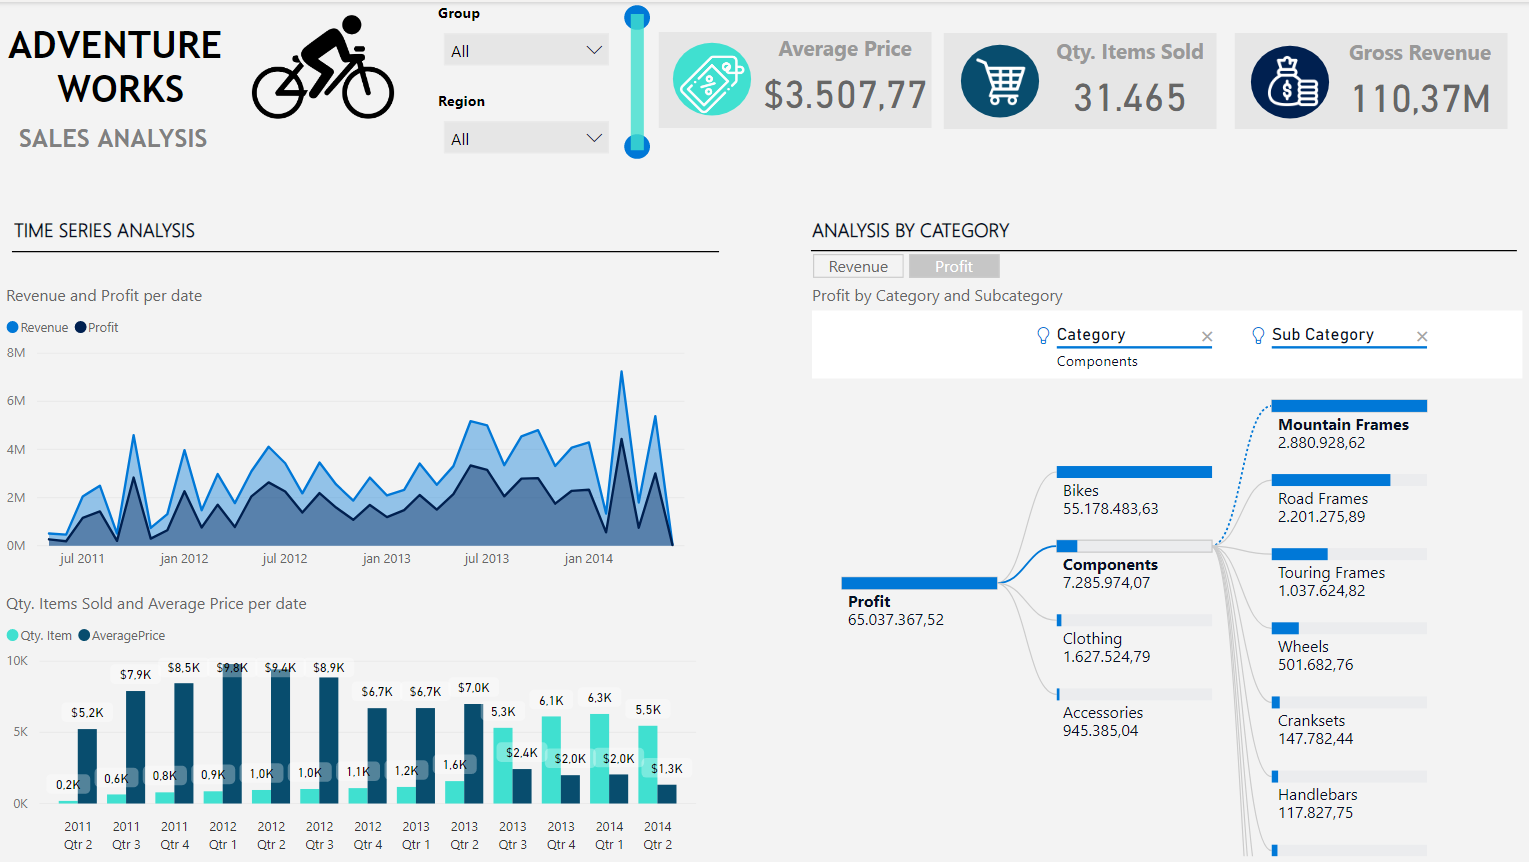 ADVENTURE
WORKS
SALES ANALYSIS
Group
All
Region
All
Average Price
$3.507,77
Qty. Items Sold
31.465
Gross Revenue
110,37M
TIME SERIES ANALYSIS
Revenue and Profit per date
Revenue Profit
8M
6M
4M
2M
0M
jul 2011 jan 2012 jul 2012 jan 2013 jul 2013 jan 2014
Qty. Items Sold and Average Price per date
Qty. Item AveragePrice
10K
5K
0K
$5,2K $7,9K $8,5K $9,8K $9,4K $8,9K $6,7K $6,7K $7,0K $2,4K $2,0K $2,0K $1,3K
0,2K 0,6K 0,8K 0,9K 1,0K 1,0K 1,1K 1,2K 1,6K 5,3K 6,1K 6,3K 5,5K
2011 2011 2011 2012 2012 2012 2012 2013 2013 2013 2013 2014 2014
Qtr 2 Qtr 3 Qtr 4 Qtr 1 Qtr 2 Qtr 3 Qtr 4 Qtr 1 Qtr 2 Qtr 3 Qtr 4 Qtr 1 Qtr 2
ANALYSIS BY CATEGORY
Revenue Profit
Profit by Category and Subcategory
Category
Components
Sub Category
Profit
65.037.367,52
Bikes
55.178.483,63
Components
7.285.974,07
Clothing
1.627.524,79
Accessories
945.385,04
Mountain Frames
2.880.928,62
Road Frames
2.201.275,89
Touring Frames
1.037.624,82
Wheels
501.682,76
Cranksets
147.782,44
Handlebars
117.827,75